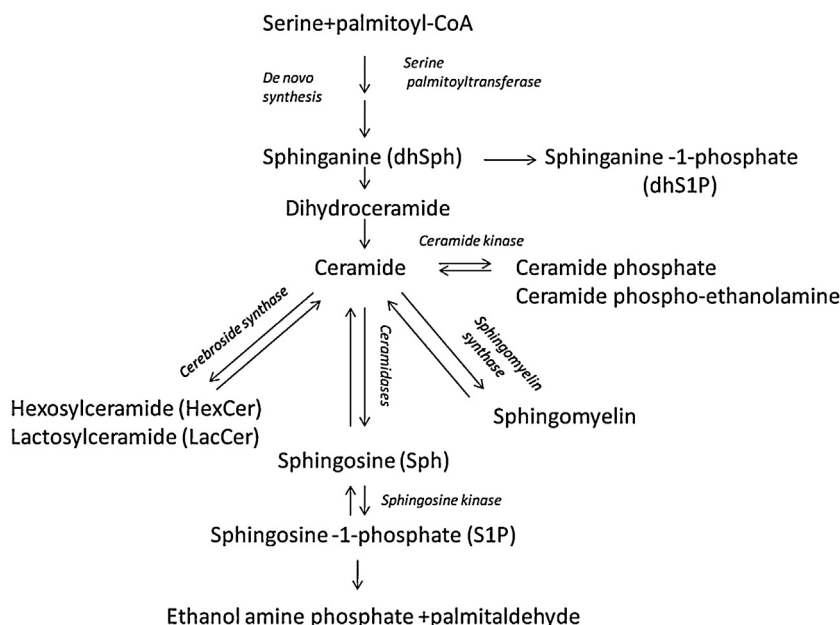 Serine+palmitoyl-CoA
De novo
synthesis
Serine
palmitoyltransferase
Sphinganine (dhSph)
Sphinganine -1-phosphate
(dhS1P)
Dihydroceramide
Ceramide kinase
Ceramide
Ceramide phosphate
Ceramide phospho-ethanolamine
Cerebroside synthase
Ceramidases
Sphingomyelin
synthase
Hexosylceramide (HexCer)
Lactosylceramide (LacCer)
Sphingomyelin
Sphingosine (Sph)
Sphingosine kinase
Sphingosine -1-phosphate (S1P)
Ethanol amine phosphate +palmitaldehyde